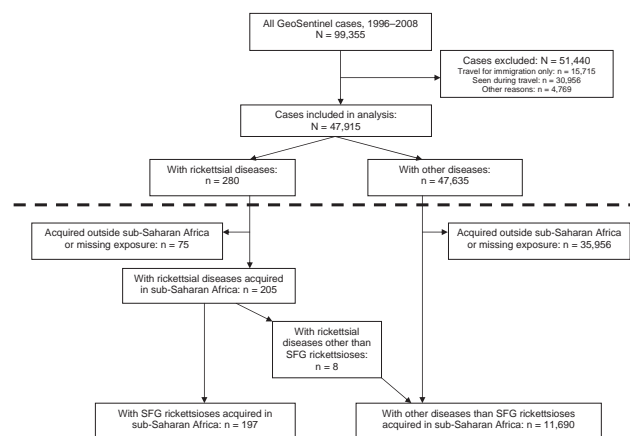 All GeoSentinel cases, 1996–2008
N = 99,355
Cases excluded: N = 51,440
Travel for immigration only: n = 15,715
Seen during travel: n = 30,956
Other reasons: n = 4,769
Cases included in analysis:
N = 47,915
With rickettsial diseases:
n = 280
With other diseases:
n = 47,635
Acquired outside sub-Saharan Africa
or missing exposure: n = 75
Acquired outside sub-Saharan Africa
or missing exposure: n = 35,956
With rickettsial diseases acquired
in sub-Saharan Africa: n = 205
With rickettsial
diseases other than
SFG rickettsioses:
n = 8
With SFG rickettsioses acquired in
sub-Saharan Africa: n = 197
With other diseases than SFG rickettsioses
acquired in sub-Saharan Africa: n = 11,690